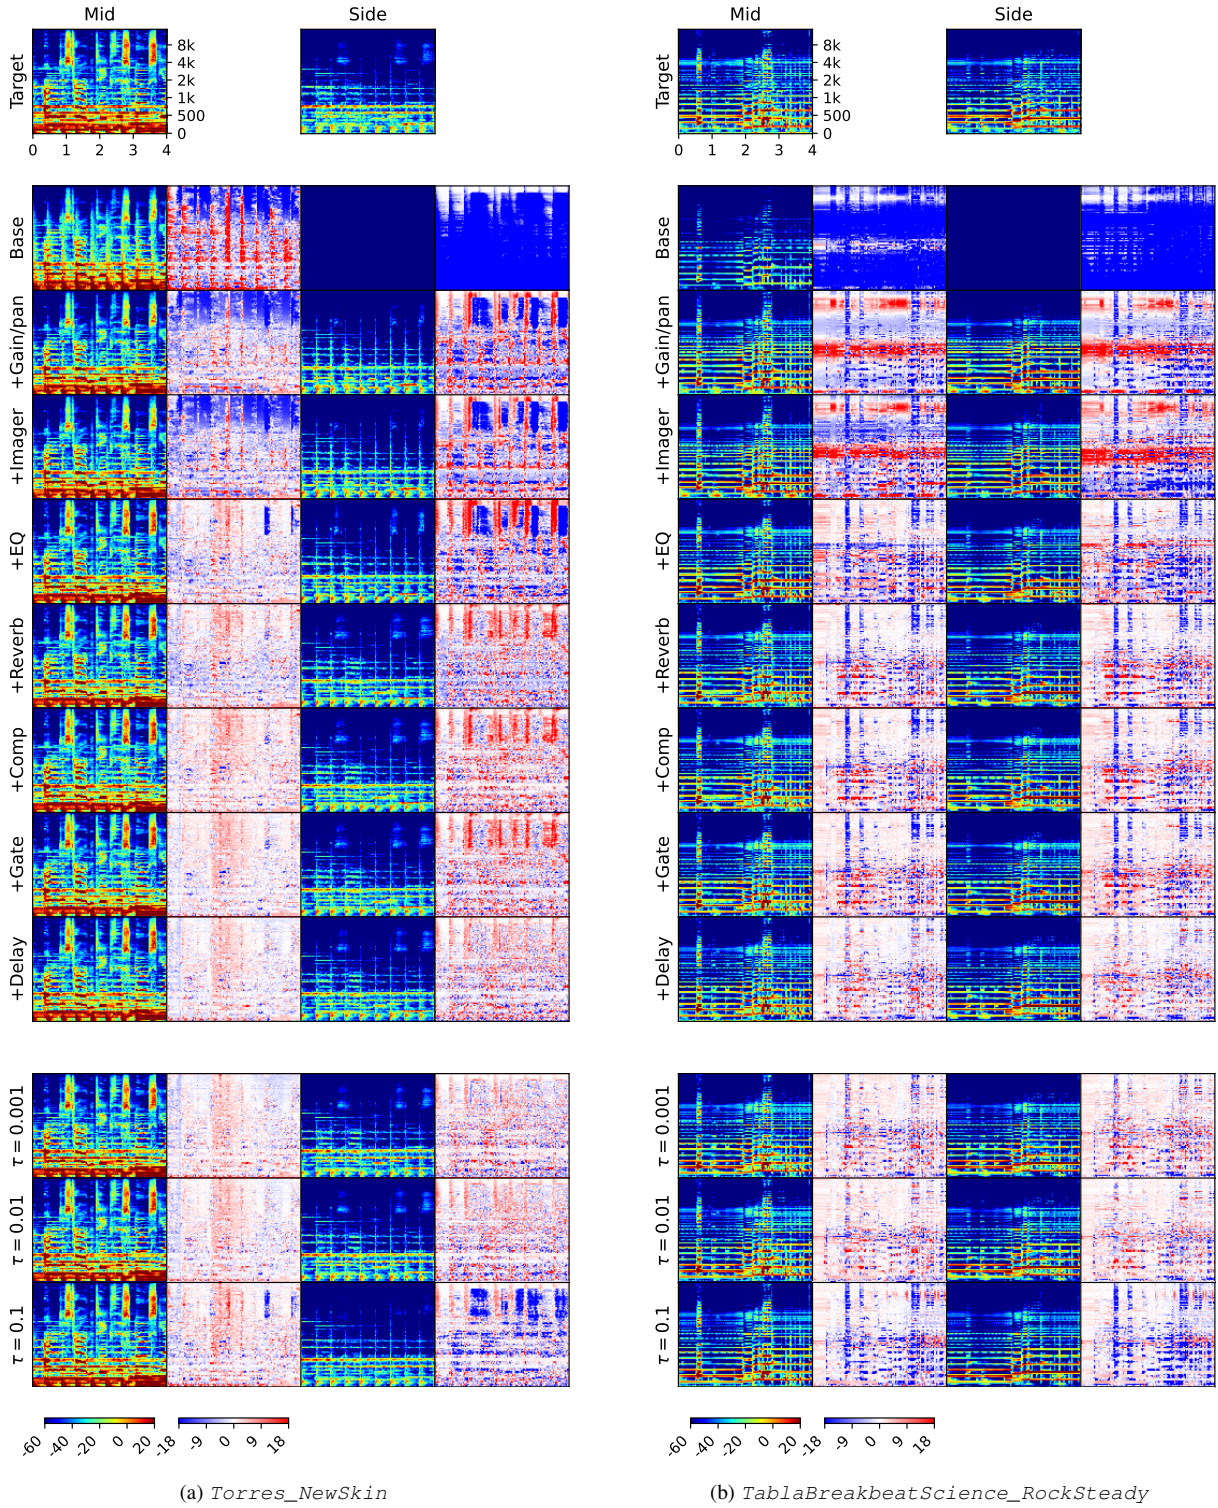 Mid Side Mid Side
Target 8k 4k 2k 1k 500 0 Target 8k 4k 2k 1k 500 0
0 1 2 3 4 0 1 2 3 4
Base Base
+Gain/pan +Gain/pan
+Imager +Imager
+EQ +EQ
+Reverb +Reverb
+Comp +Comp
+Gate +Gate
+Delay +Delay
τ = 0.001 τ = 0.001
τ = 0.01 τ = 0.01
τ = 0.1 τ = 0.1
-60 -40 -20 0 20 -18 -9 0 9 18 -60 -40 -20 0 20 -18 -9 0 9 18
(a) Torres_NewSkin (b) TablaBreakbeatScience_RockSteady